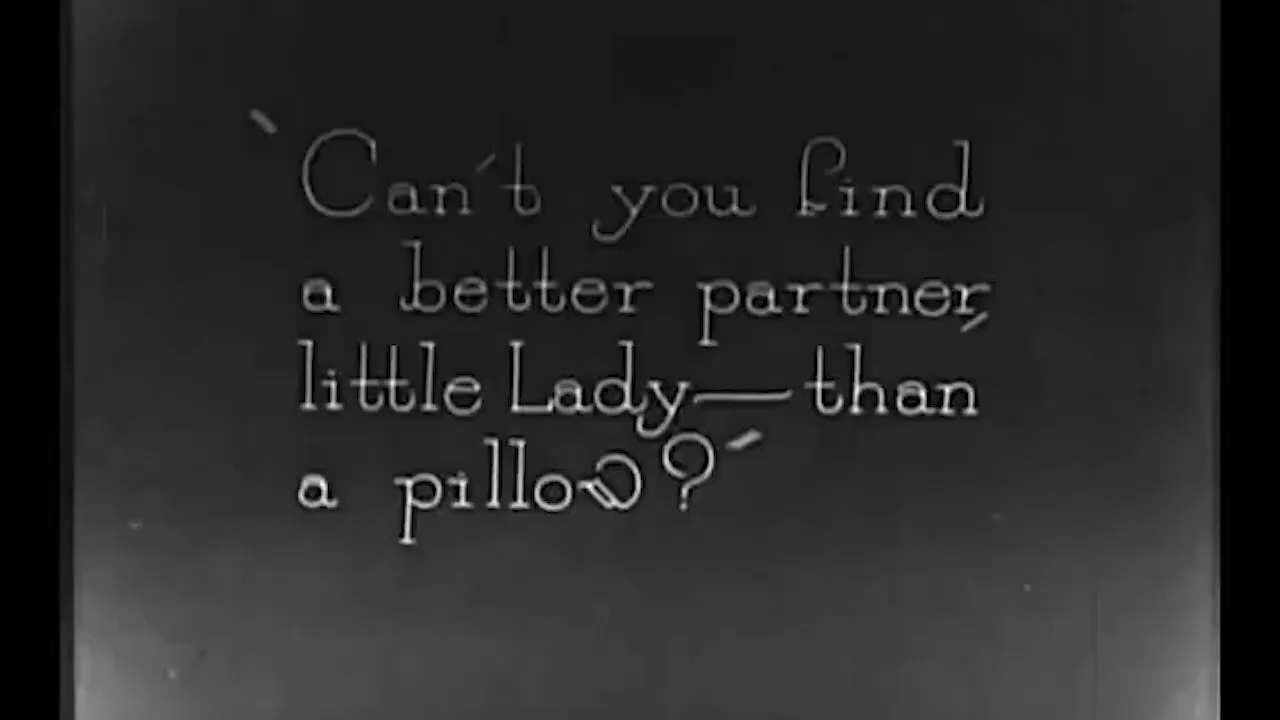 'Can't you find
a better partner,
little Lady—than
a pillow?'